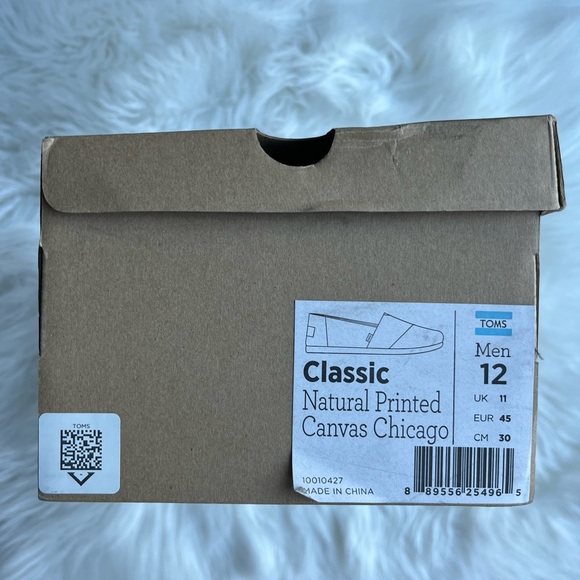 TOMS
Classic
Natural Printed
Canvas Chicago
10010427
MADE IN CHINA
TOMS
Men
12
UK 11
EUR 45
CM 30
8 89556 25496 5